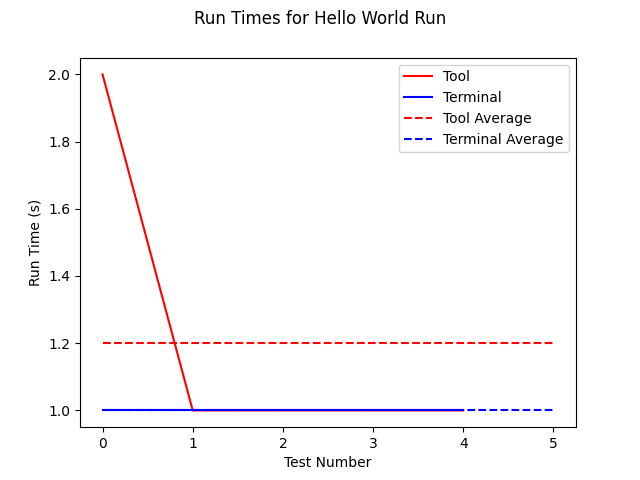 Run Times for Hello World Run
Tool
Terminal
Tool Average
Terminal Average
Run Time (s)
2.0
1.8
1.6
1.4
1.2
1.0
0 1 2 3 4 5
Test Number